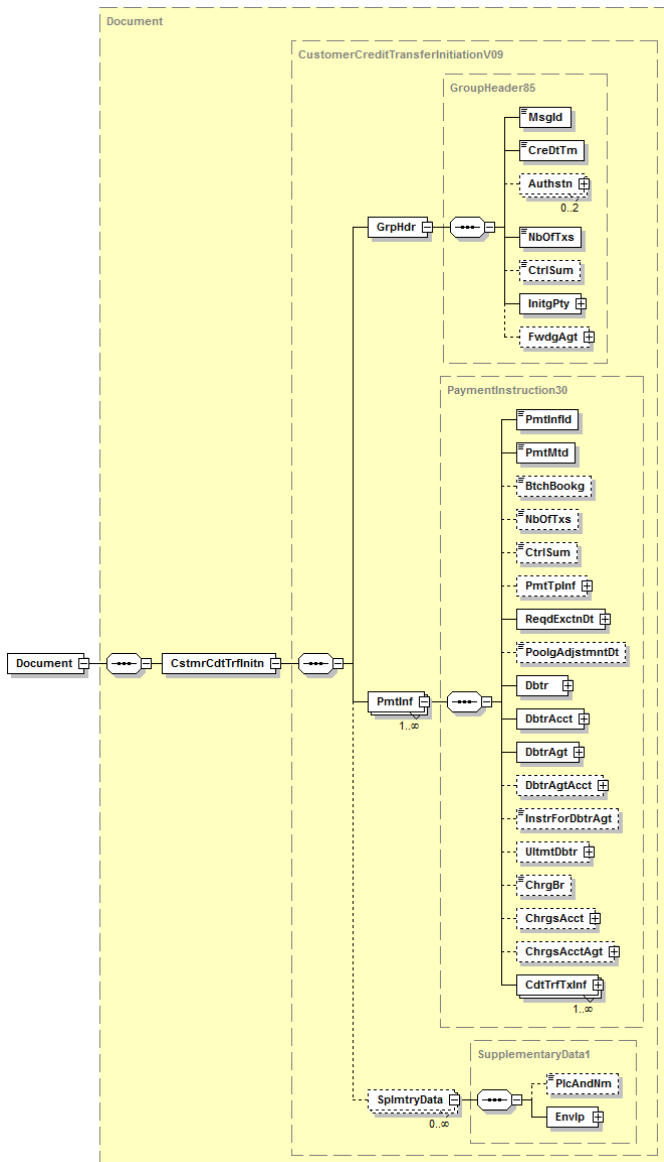 Document
CustomerCreditTransferInitiationV09
GroupHeader85
MsgId
CreDtTm
Authstn
0..2
GrpHdr
NbOfTxs
CtrlSum
InitgPty
FwdgAgt
PaymentInstruction30
PmtInfId
PmtMtd
BtchBookg
NbOfTxs
CtrlSum
PmtTpInf
ReqdExctnDt
Document
CstmrCdtTrfInitn
PoolgAdjstmntDt
Dbtr
PmtInf
1..∞
DbtrAcct
DbtrAgt
DbtrAgtAcct
InstrForDbtrAgt
UltmtDbtr
ChrgBr
ChrgsAcct
ChrgsAcctAgt
CdtTrfTxInf
1..∞
SupplementaryData1
PlcAndNm
SplmtryData
0..∞
Envlp